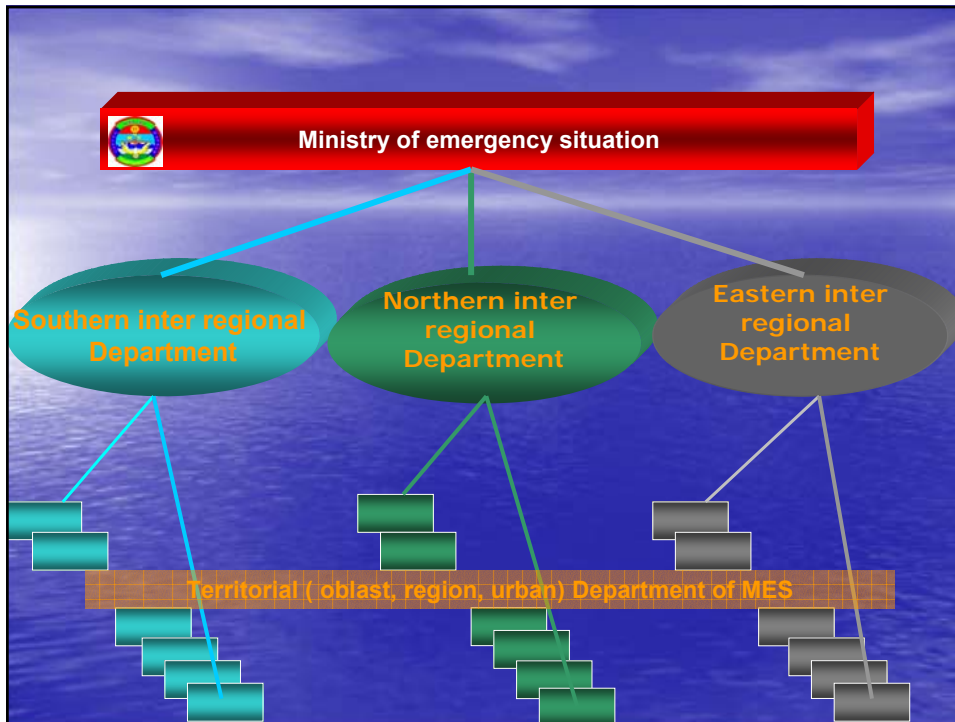 Ministry of emergency situation
Southern inter regional
Department
Northern inter
regional
Department
Eastern inter
regional
Department
Territorial ( oblast, region, urban) Department of MES